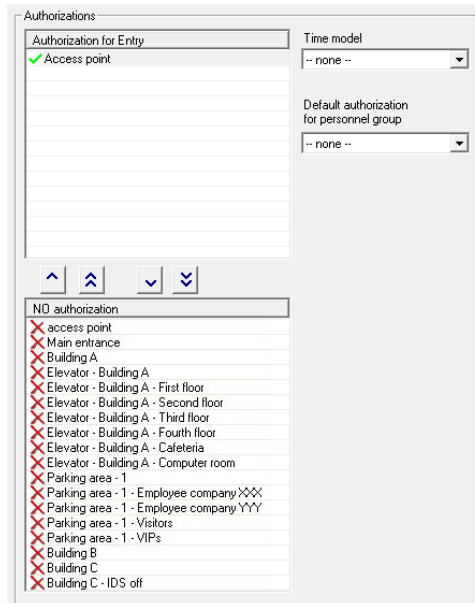 Authorizations
Authorization for Entry
Access point
Time model
-- none --
Default authorization
for personnel group
-- none --
NO authorization
access point
Main entrance
Building A
Elevator - Building A
Elevator - Building A - First floor
Elevator - Building A - Second floor
Elevator - Building A - Third floor
Elevator - Building A - Fourth floor
Elevator - Building A - Cafeteria
Elevator - Building A - Computer room
Parking area - 1
Parking area - 1 - Employee company XXX
Parking area - 1 - Employee company YYY
Parking area - 1 - Visitors
Parking area - 1 - VIPs
Building B
Building C
Building C - IDS off